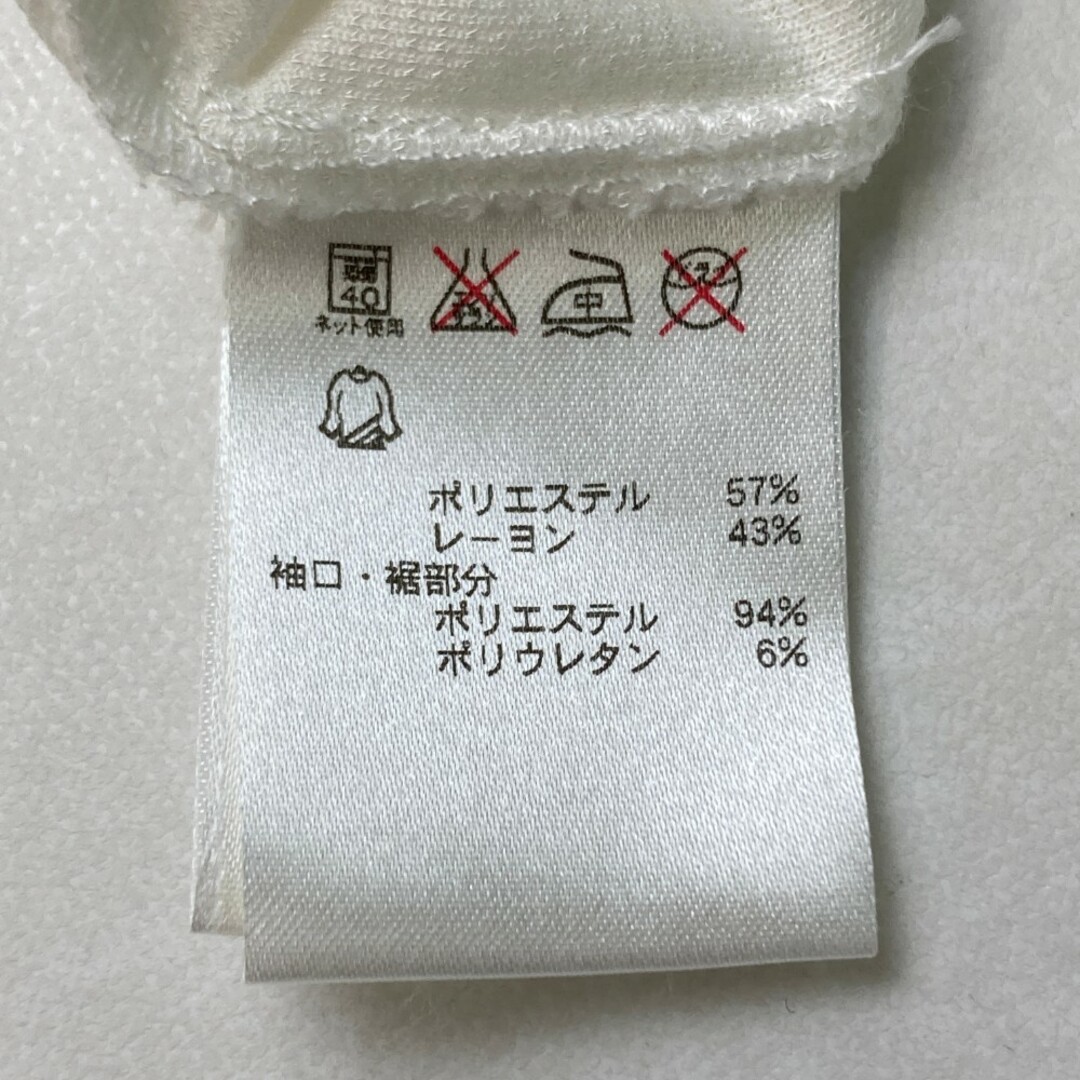 40 中
ネット使用
ポリエステル 57%
レーヨン 43%
袖口・裾部分
ポリエステル 94%
ポリウレタン 6%